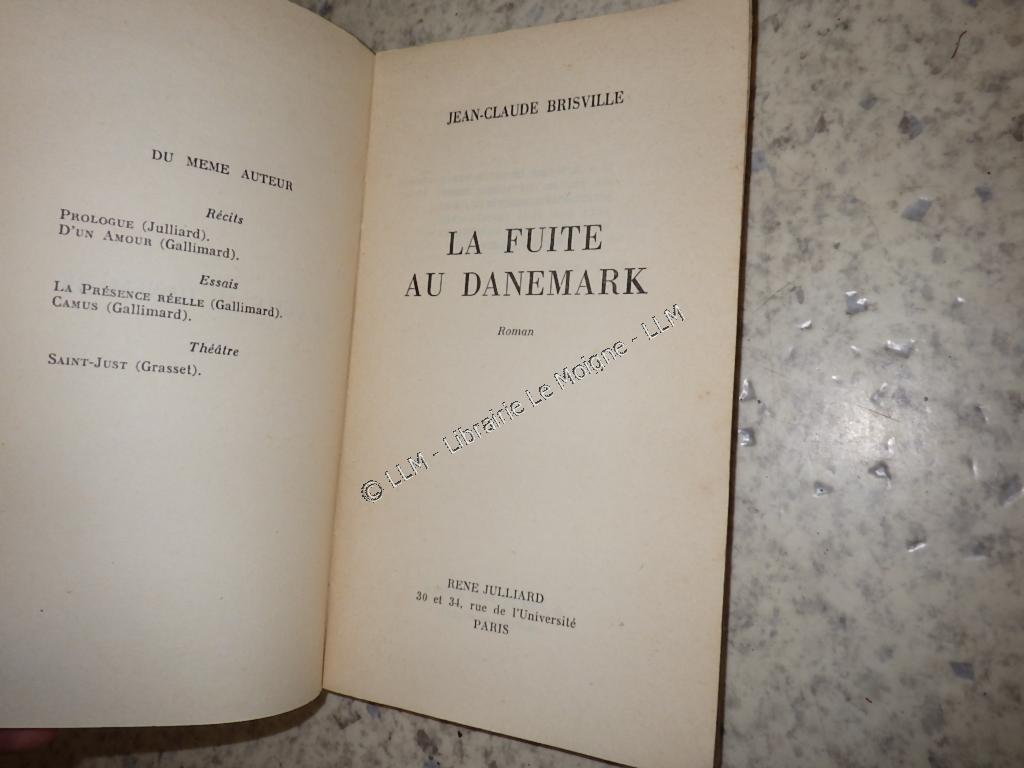 DU MEME AUTEUR
Récits
PROLOGUE (Julliard).
D'UN AMOUR (Gallimard).
Essais
LA PRÉSENCE RÉELLE (Gallimard).
CAMUS (Gallimard).
Théâtre
SAINT-JUST (Grasset).
JEAN-CLAUDE BRISVILLE
LA FUITE
AU DANEMARK
Roman
© LLM - Librairie Le Moigne - LLM
RENE JULLIARD
30 et 34, rue de l'Université
PARIS